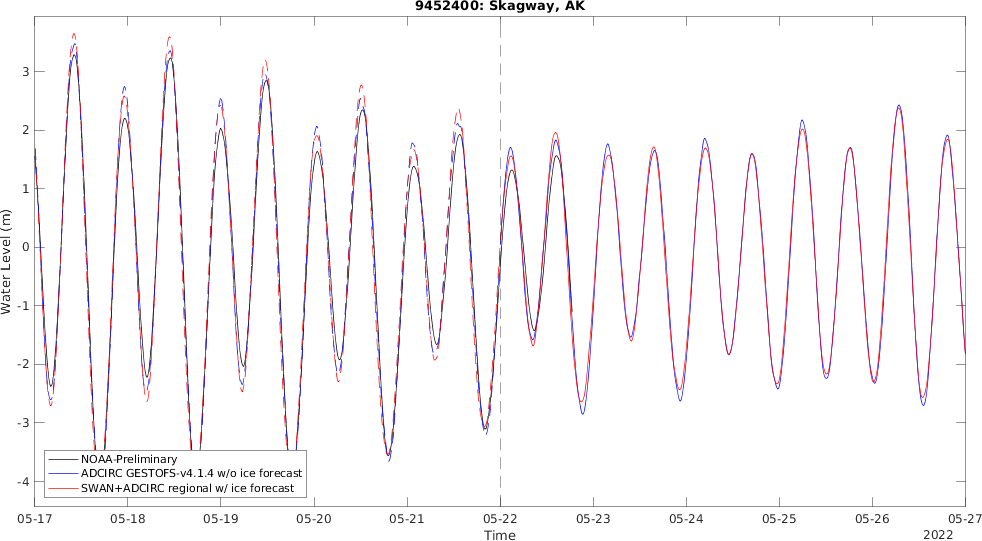 9452400: Skagway, AK
3
2
1
0
-1
-2
-3
-4
Water Level (m)
NOAA-Preliminary
ADCIRC GESTOFS-v4.1.4 w/o ice forecast
SWAN+ADCIRC regional w/ ice forecast
05-17 05-18 05-19 05-20 05-21 05-22 05-23 05-24 05-25 05-26 05-27
Time
2022